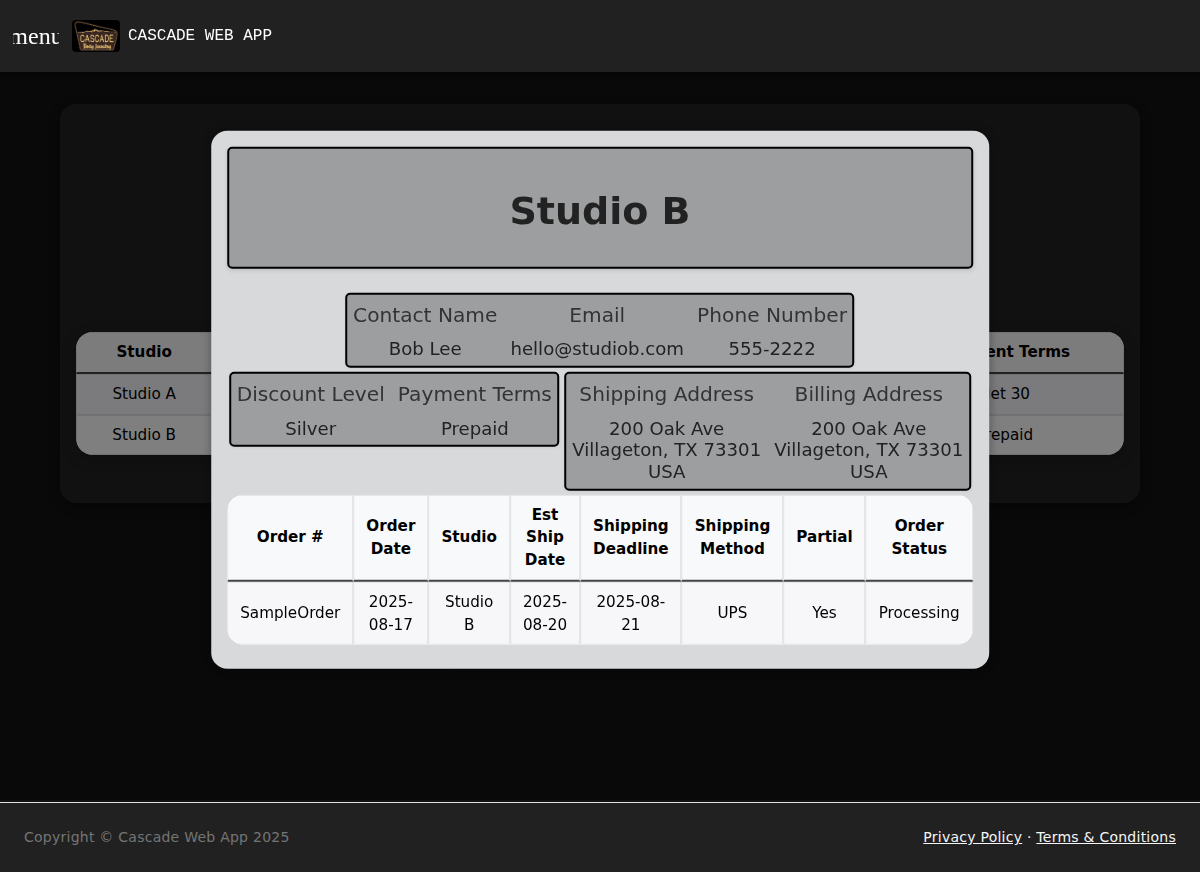 menu
CASCADE
Body Jewelry
CASCADE WEB APP
Studio B
Contact Name Email Phone Number
Bob Lee hello@studiob.com 555-2222
Discount Level Payment Terms
Silver Prepaid
Shipping Address Billing Address
200 Oak Ave 200 Oak Ave
Villageton, TX 73301 Villageton, TX 73301
USA USA
Order # Order Date Studio Est Ship Date Shipping Deadline Shipping Method Partial Order Status
SampleOrder 2025-08-17 Studio B 2025-08-20 2025-08-21 UPS Yes Processing
Studio ent Terms
Studio A et 30
Studio B repaid
Copyright © Cascade Web App 2025
Privacy Policy · Terms & Conditions